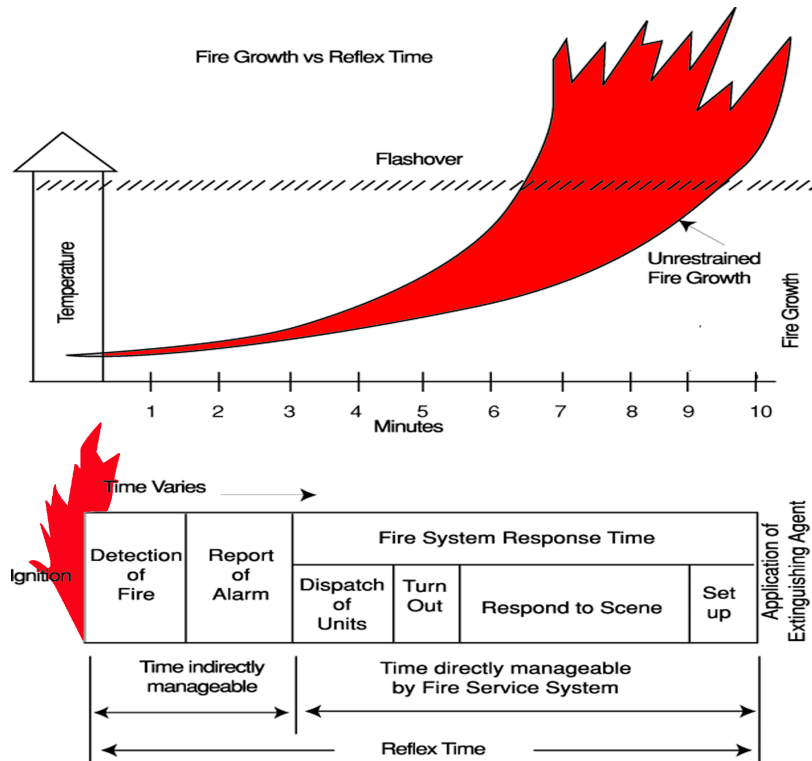 Fire Growth vs Reflex Time
Flashover
Temperature
Unrestrained
Fire Growth
Fire Growth
1 2 3 4 5 6 7 8 9 10
Minutes
Time Varies
Ignition
Detection
of
Fire
Report
of
Alarm
Fire System Response Time
Dispatch
of
Units
Turn
Out
Respond to Scene
Set
up
Application of
Extinguishing Agent
Time indirectly
manageable
Time directly manageable
by Fire Service System
Reflex Time